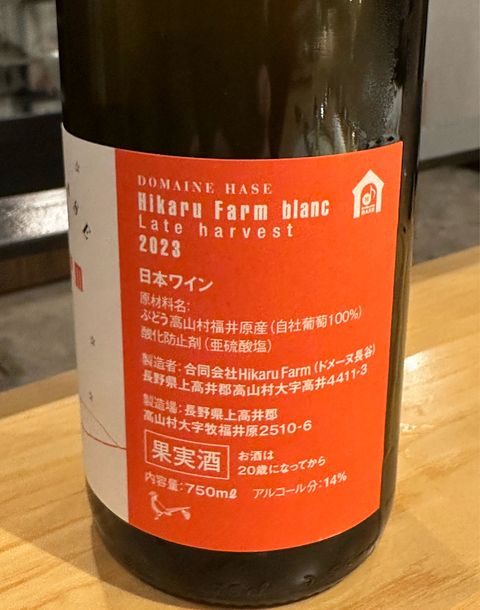 DOMAINE HASE
Hikaru Farm blanc
Late harvest
2023
日本ワイン
原材料名:
ぶどう高山村福井原産（自社葡萄100%）
酸化防止剤（亜硫酸塩）
製造者:合同会社Hikaru Farm（ドメーヌ長谷）
長野県上高井郡高山村大字高井4411-3
製造場:長野県上高井郡
高山村大字牧福井原2510-6
果実酒
お酒は
20歳になってから
内容量:750mℓ アルコール分:14%